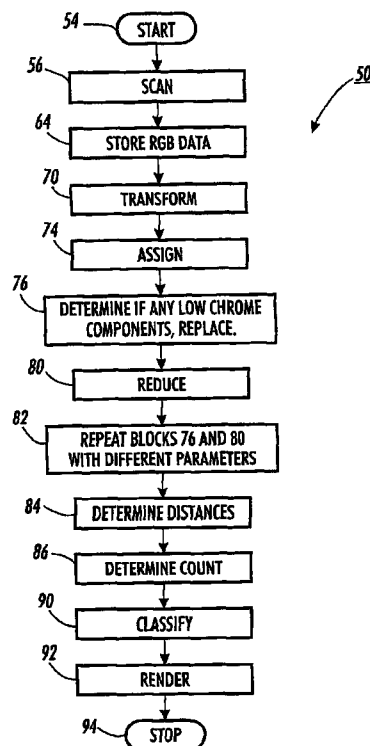 54
START
50
56
SCAN
64
STORE RGB DATA
70
TRANSFORM
74
ASSIGN
76
DETERMINE IF ANY LOW CHROME
COMPONENTS, REPLACE.
80
REDUCE
82
REPEAT BLOCKS 76 AND 80
WITH DIFFERENT PARAMETERS
84
DETERMINE DISTANCES
86
DETERMINE COUNT
90
CLASSIFY
92
RENDER
94
STOP